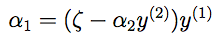 α₁ = (ζ − α₂y⁽²⁾)y⁽¹⁾